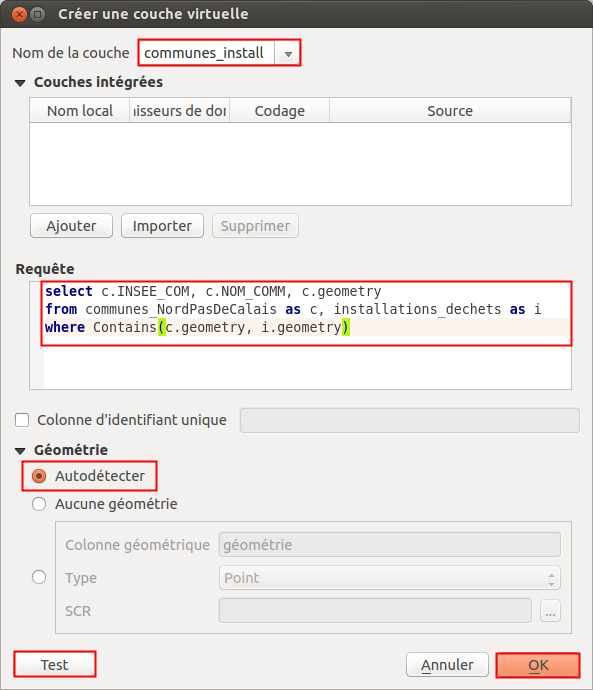 Créer une couche virtuelle
Nom de la couche communes_install
Couches intégrées
Nom local nisseurs de dor Codage Source
Ajouter Importer Supprimer
Requête
select c.INSEE_COM, c.NOM_COMM, c.geometry
from communes_NordPasDeCalais as c, installations_dechets as i
where Contains(c.geometry, i.geometry)
Colonne d'identifiant unique
Géométrie
Autodétecter
Aucune géométrie
Colonne géométrique géométrie
Type Point
SCR ...
Test Annuler OK